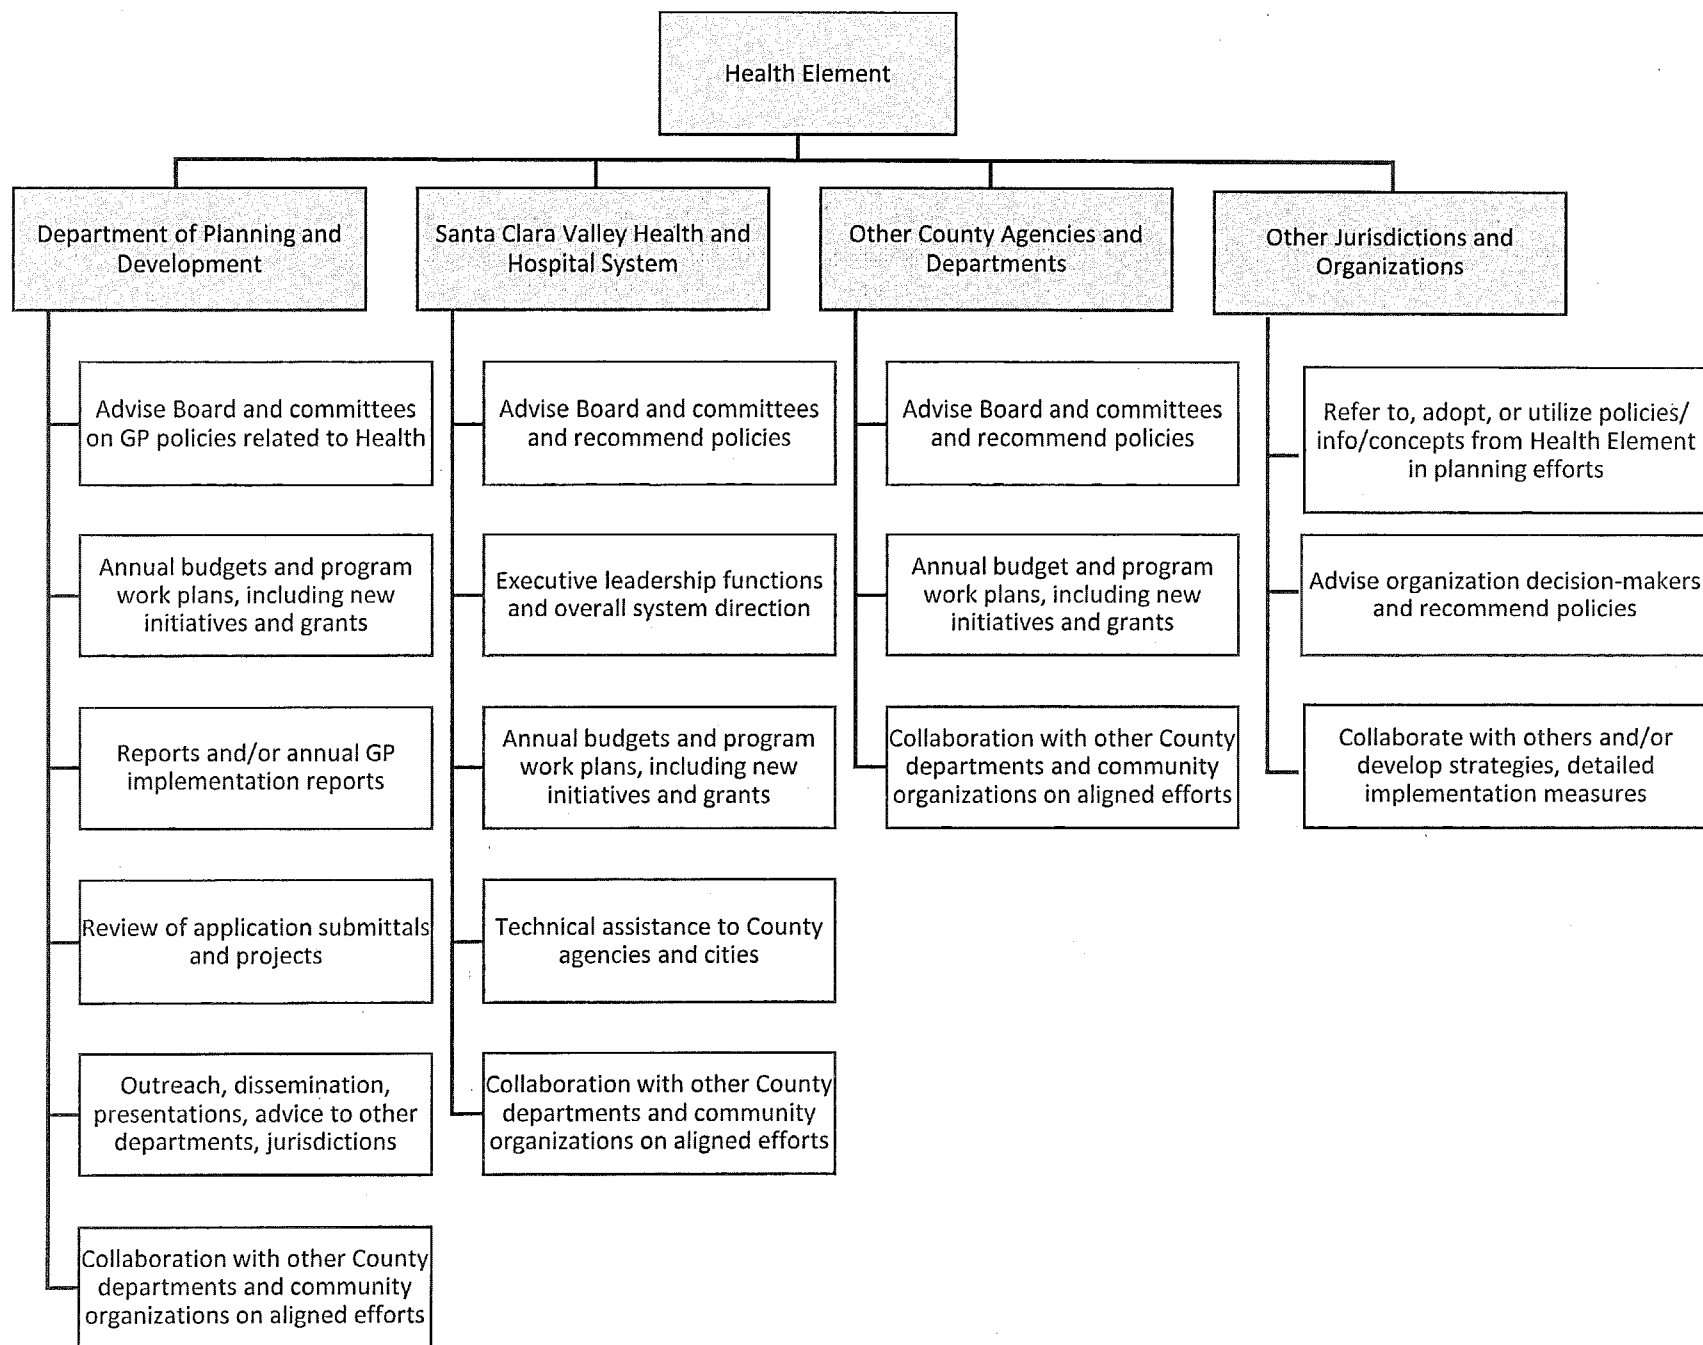 Health Element
Department of Planning and
Development
Advise Board and committees
on GP policies related to Health
Annual budgets and program
work plans, including new
initiatives and grants
Reports and/or annual GP
implementation reports
Review of application submittals
and projects
Outreach, dissemination,
presentations, advice to other
departments, jurisdictions
Collaboration with other County
departments and community
organizations on aligned efforts
Santa Clara Valley Health and
Hospital System
Advise Board and committees
and recommend policies
Executive leadership functions
and overall system direction
Annual budgets and program
work plans, including new
initiatives and grants
Technical assistance to County
agencies and cities
Collaboration with other County
departments and community
organizations on aligned efforts
Other County Agencies and
Departments
Advise Board and committees
and recommend policies
Annual budget and program
work plans, including new
initiatives and grants
Collaboration with other County
departments and community
organizations on aligned efforts
Other Jurisdictions and
Organizations
Refer to, adopt, or utilize policies/
info/concepts from Health Element
in planning efforts
Advise organization decision-makers
and recommend policies
Collaborate with others and/or
develop strategies, detailed
implementation measures